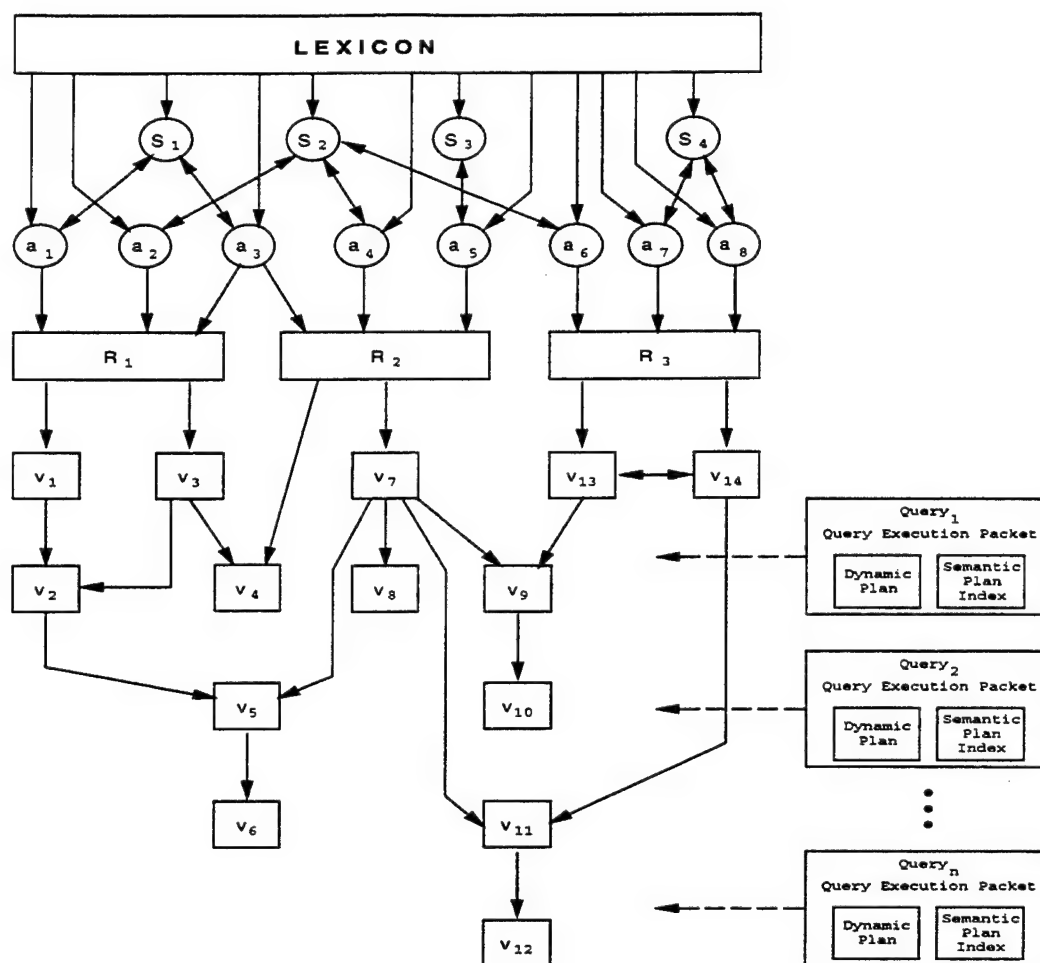 LEXICON
S1 S2 S3 S4
a1 a2 a3 a4 a5 a6 a7 a8
R1 R2 R3
v1 v3 v7 v13 v14
Query1
Query Execution Packet
Dynamic
Plan
Semantic
Plan
Index
v2 v4 v8 v9
v5 v10
Query2
Query Execution Packet
Dynamic
Plan
Semantic
Plan
Index
v6 v11
Queryn
Query Execution Packet
Dynamic
Plan
Semantic
Plan
Index
v12